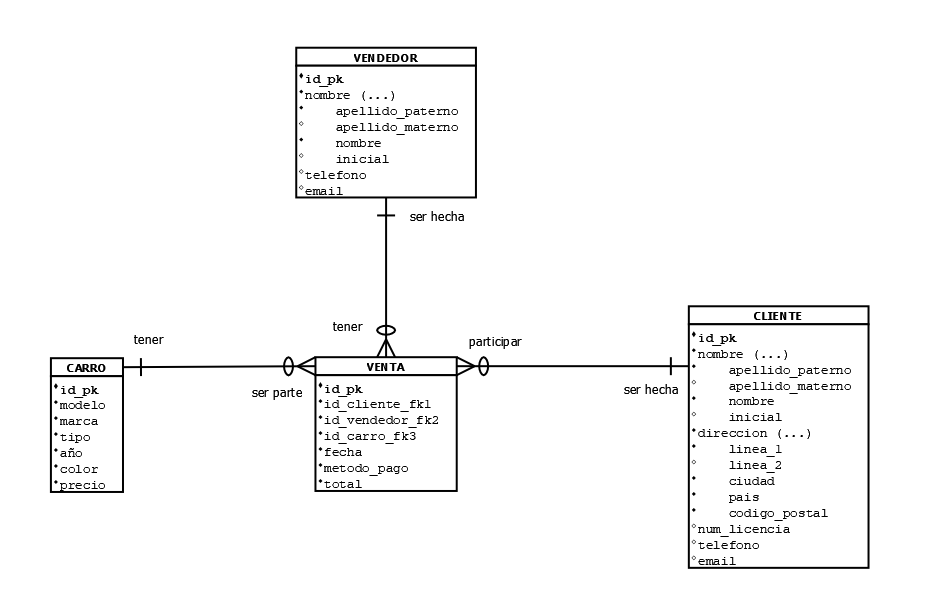 VENDEDOR
id_pk
nombre (...)
apellido_paterno
apellido_materno
nombre
inicial
telefono
email
ser hecha
tener
tener
participar
ser parte
ser hecha
CARRO
id_pk
modelo
marca
tipo
año
color
precio
VENTA
id_pk
id_cliente_fk1
id_vendedor_fk2
id_carro_fk3
fecha
metodo_pago
total
CLIENTE
id_pk
nombre (...)
apellido_paterno
apellido_materno
nombre
inicial
direccion (...)
linea_1
linea_2
ciudad
pais
codigo_postal
num_licencia
telefono
email